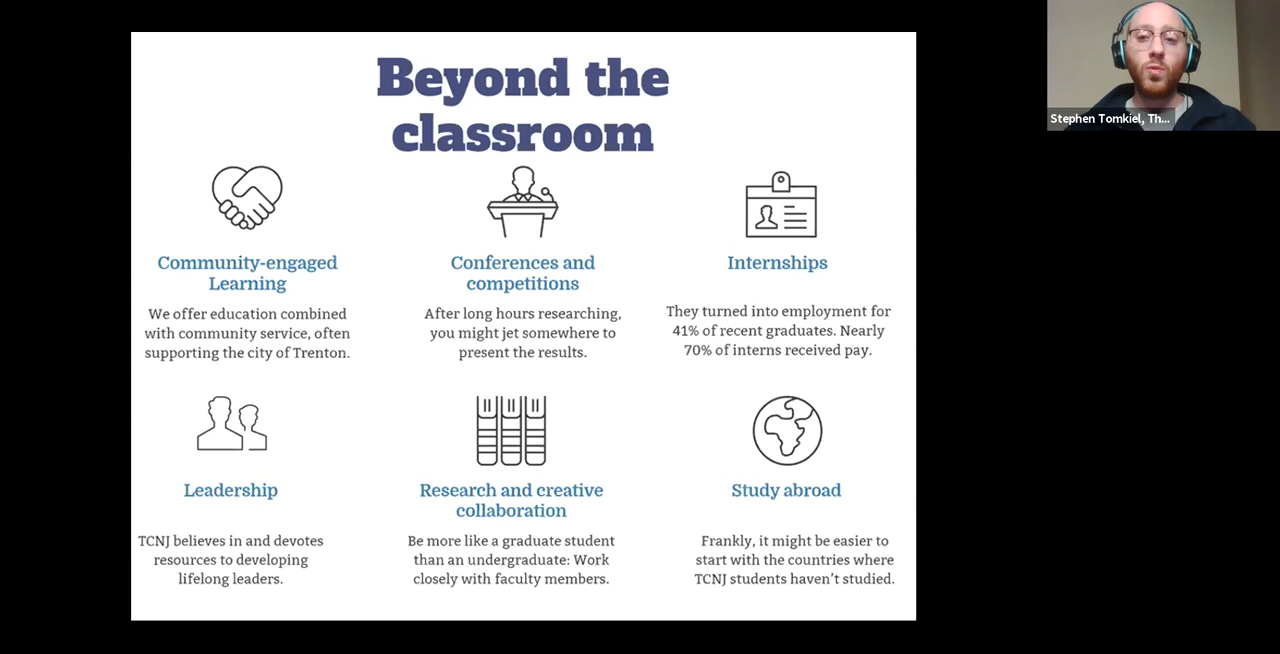 Beyond the
classroom
Community-engaged
Learning
We offer education combined
with community service, often
supporting the city of Trenton.
Conferences and
competitions
After long hours researching,
you might jet somewhere to
present the results.
Internships
They turned into employment for
41% of recent graduates. Nearly
70% of interns received pay.
Leadership
TCNJ believes in and devotes
resources to developing
lifelong leaders.
Research and creative
collaboration
Be more like a graduate student
than an undergraduate: Work
closely with faculty members.
Study abroad
Frankly, it might be easier to
start with the countries where
TCNJ students haven’t studied.
Stephen Tomkiel, Th...